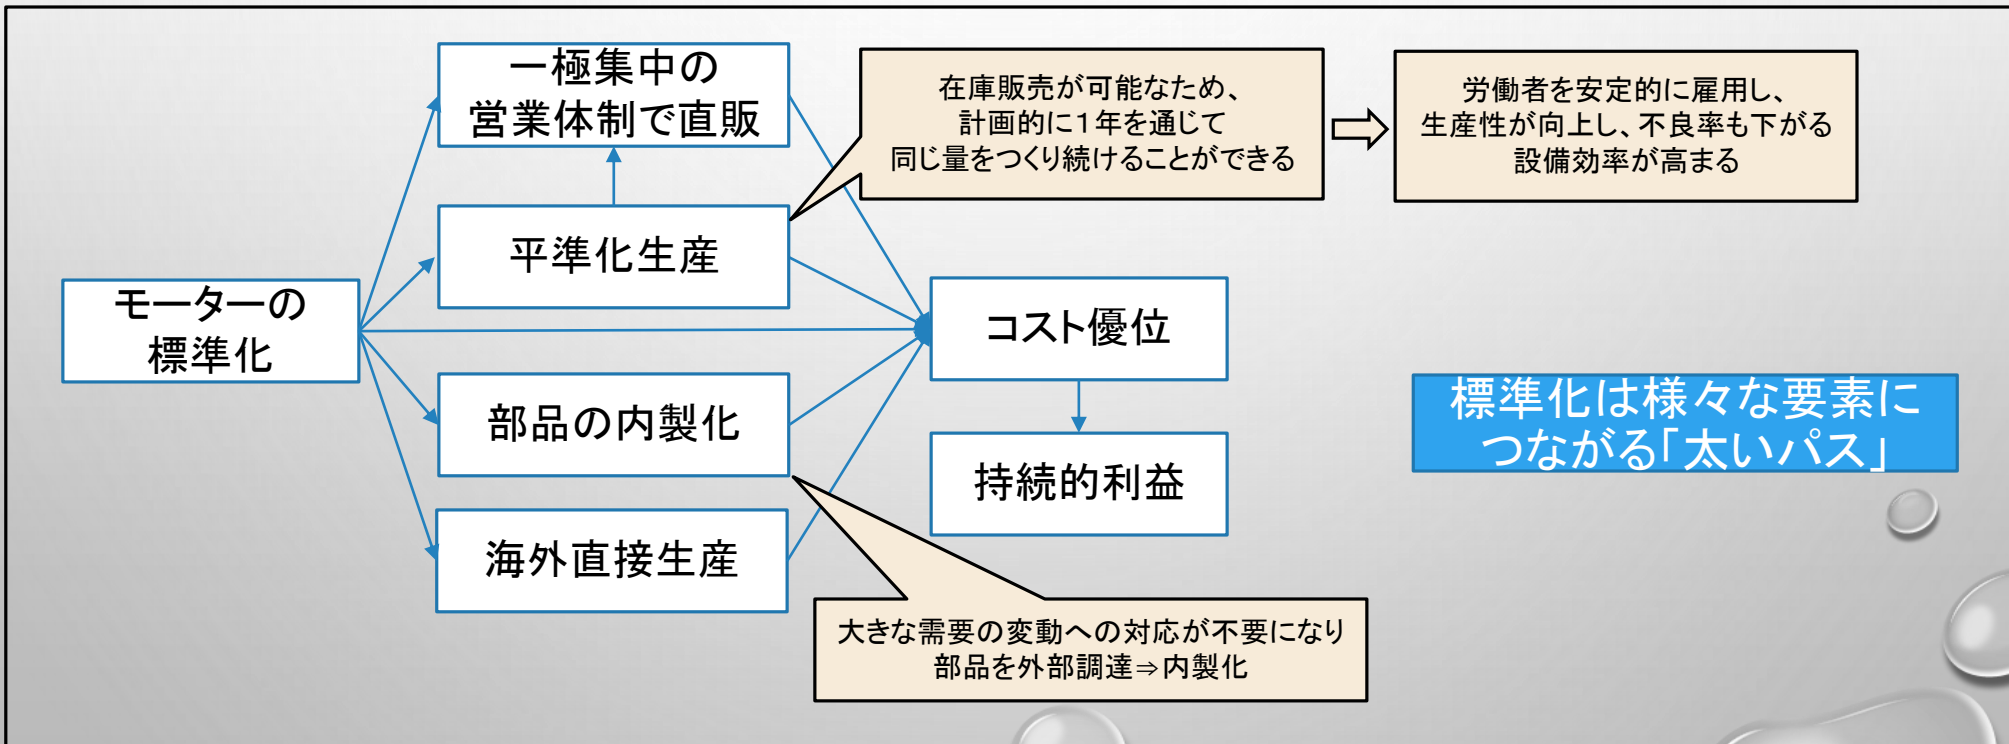 一極集中の
営業体制で直販
在庫販売が可能なため、
計画的に１年を通じて
同じ量をつくり続けることができる
労働者を安定的に雇用し、
生産性が向上し、不良率も下がる
設備効率が高まる
平準化生産
モーターの
標準化
コスト優位
部品の内製化
標準化は様々な要素に
つながる「太いパス」
持続的利益
海外直接生産
大きな需要の変動への対応が不要になり
部品を外部調達⇒内製化